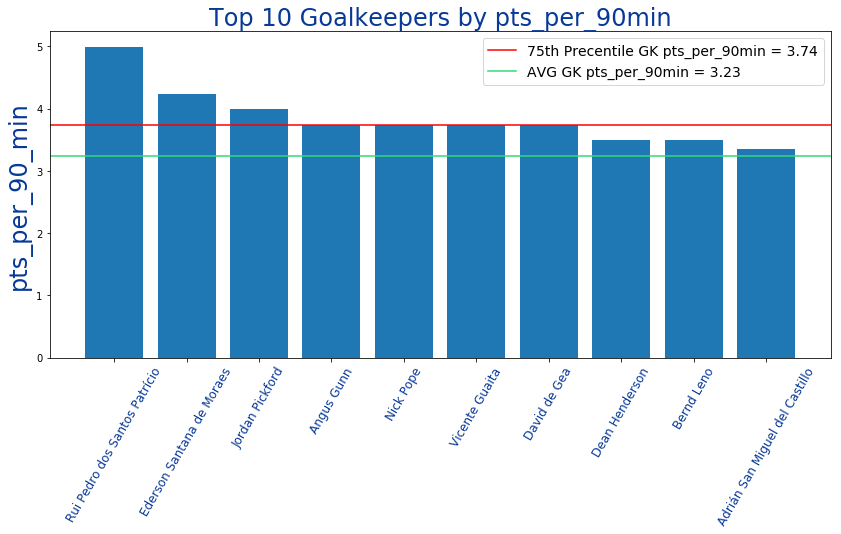 Top 10 Goalkeepers by pts_per_90min
75th Precentile GK pts_per_90min = 3.74
AVG GK pts_per_90min = 3.23
pts_per_90_min
5
4
3
2
1
0
Rui Pedro dos Santos Patrício
Ederson Santana de Moraes
Jordan Pickford
Angus Gunn
Nick Pope
Vicente Guaita
David de Gea
Dean Henderson
Bernd Leno
Adrián San Miguel del Castillo